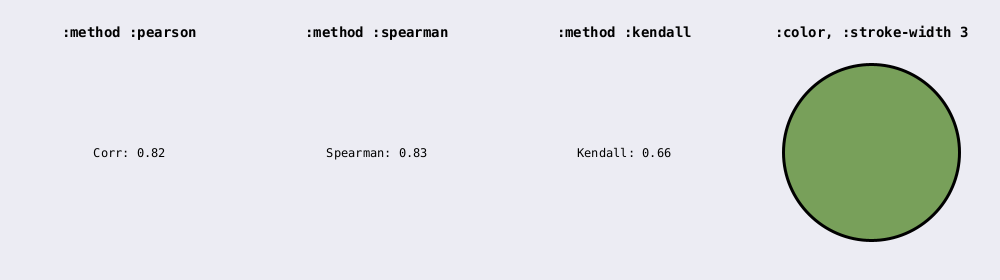 :method :pearson
:method :spearman
:method :kendall
:color, :stroke-width 3
Corr: 0.82
Spearman: 0.83
Kendall: 0.66